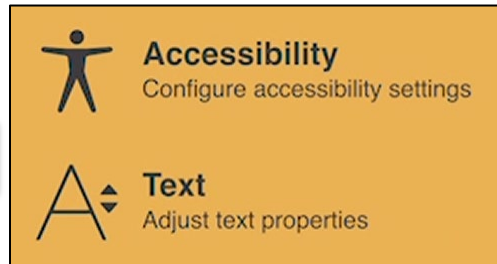 Accessibility
Configure accessibility settings
Text
Adjust text properties